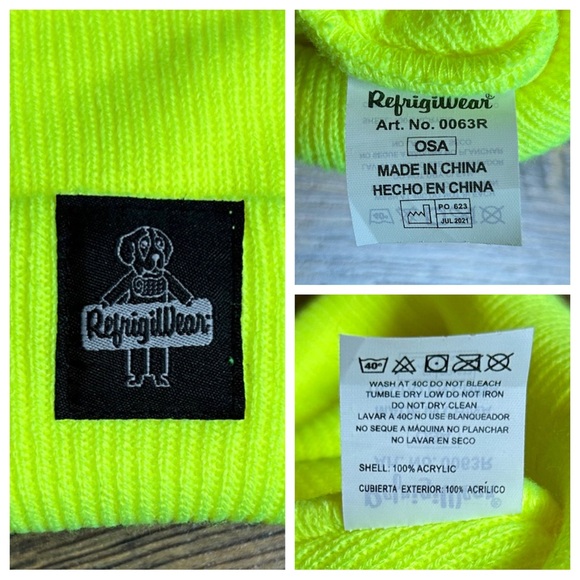 RefrigiWear
RefrigiWear
Art. No. 0063R
OSA
MADE IN CHINA
HECHO EN CHINA
PO 623
JUL 2021
40°
WASH AT 40C DO NOT BLEACH
TUMBLE DRY LOW DO NOT IRON
DO NOT DRY CLEAN
LAVAR A 40C NO USE BLANQUEADOR
NO SEQUE A MÁQUINA NO PLANCHAR
NO LAVAR EN SECO
SHELL: 100% ACRYLIC
CUBIERTA EXTERIOR: 100% ACRÍLICO